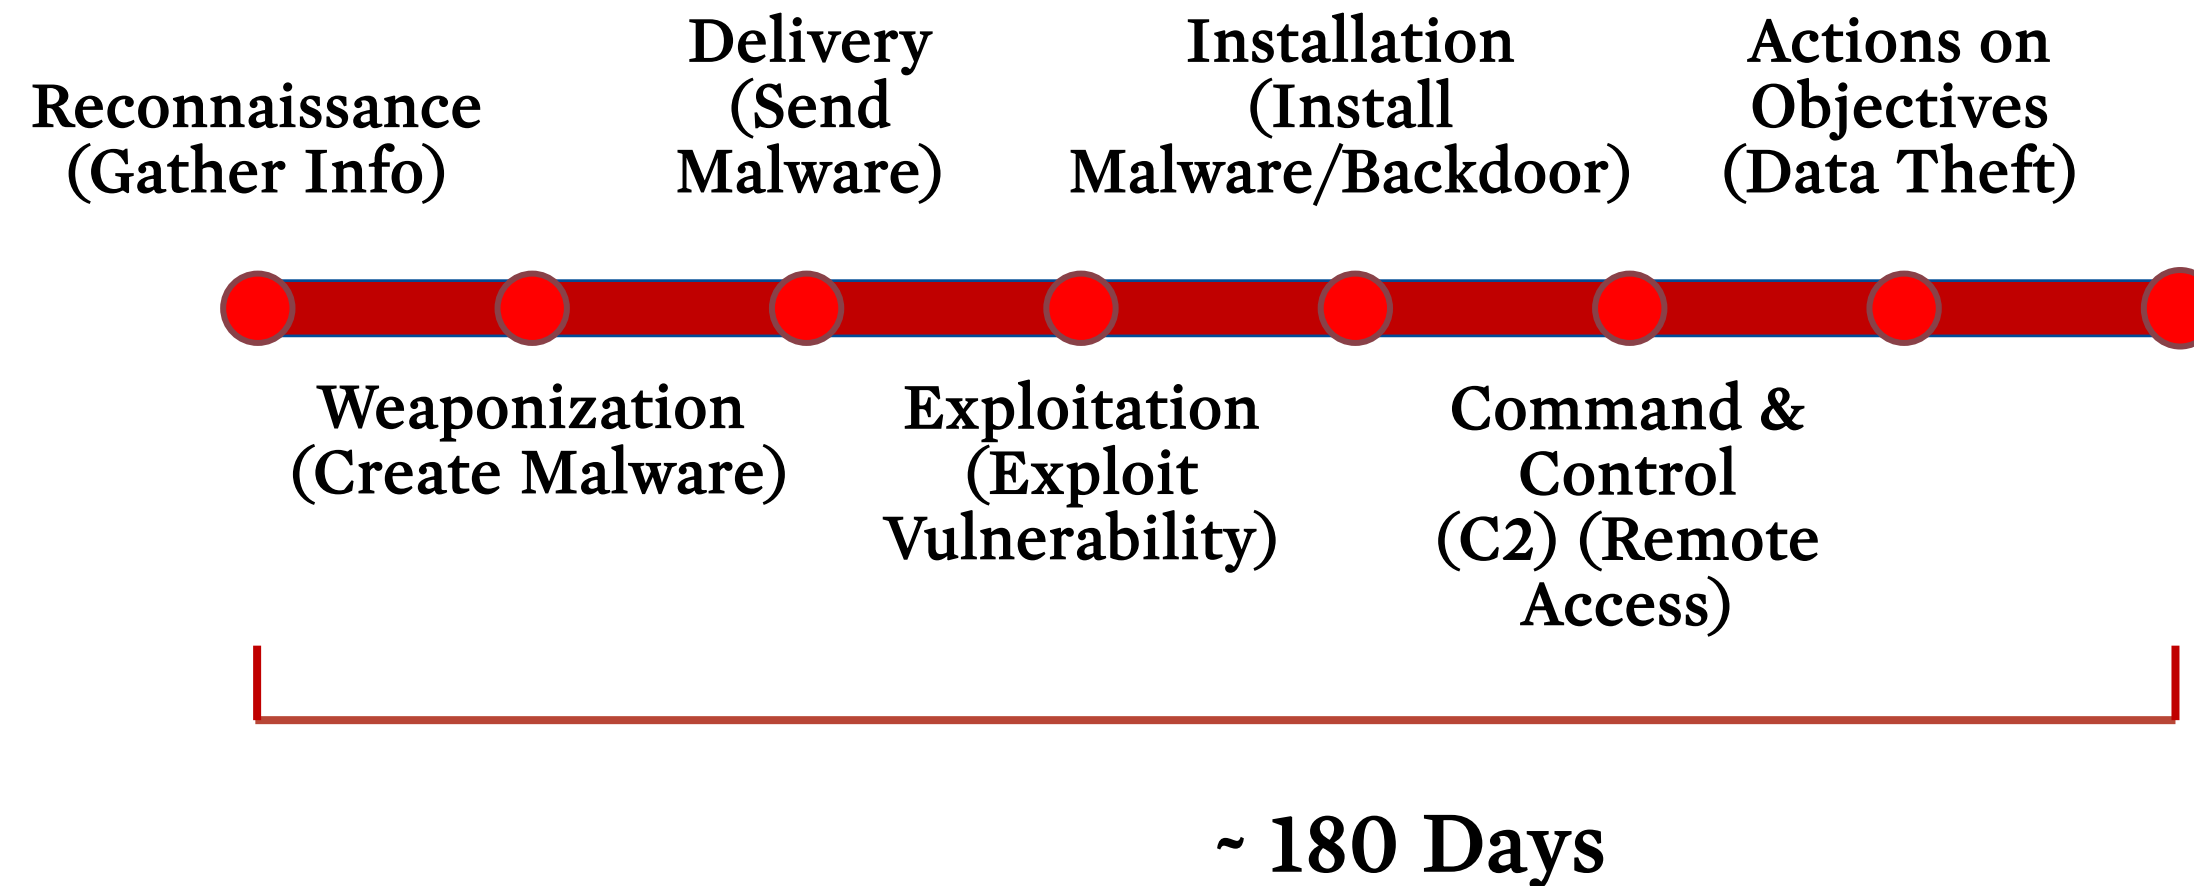 Reconnaissance
(Gather Info)
Weaponization
(Create Malware)
Delivery
(Send
Malware)
Exploitation
(Exploit
Vulnerability)
Installation
(Install
Malware/Backdoor)
Command &
Control
(C2) (Remote
Access)
Actions on
Objectives
(Data Theft)
~ 180 Days